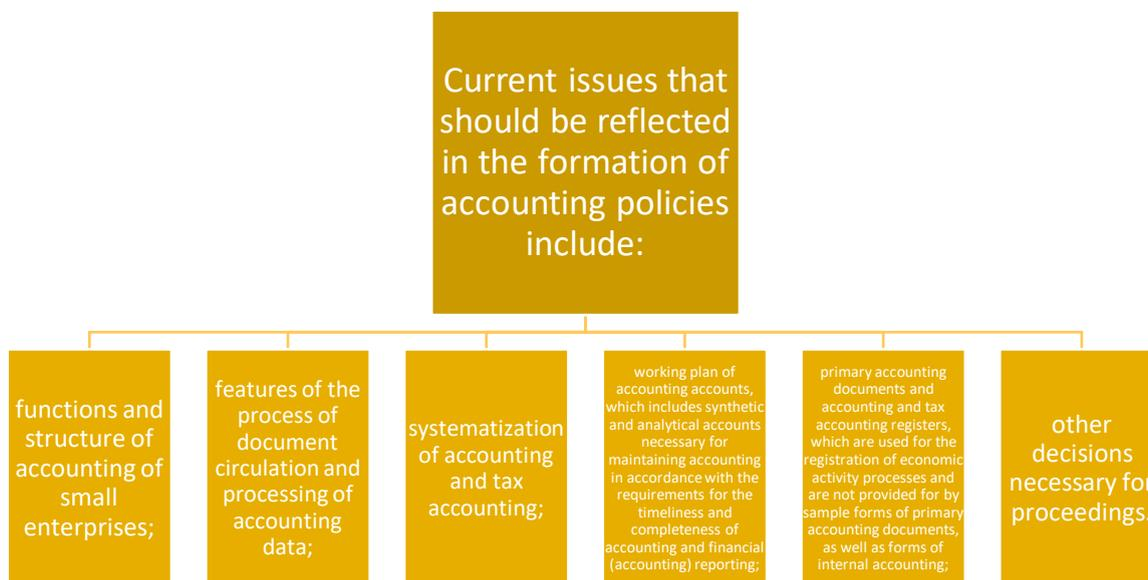 Current issues that
should be reflected
in the formation of
accounting policies
include:
functions and
structure of
accounting of
small
enterprises;
features of the
process of
document
circulation and
processing of
accounting
data;
systematization
of accounting
and tax
accounting;
working plan of
accounting accounts,
which includes synthetic
and analytical accounts
necessary for
maintaining accounting
in accordance with the
requirements for the
timeliness and
completeness of
accounting and financial
(accounting) reporting;
primary accounting
documents and
accounting and tax
accounting registers,
which are used for the
registration of economic
activity processes and
are not provided for by
sample forms of primary
accounting documents,
as well as forms of
internal accounting;
other
decisions
necessary for
proceedings.